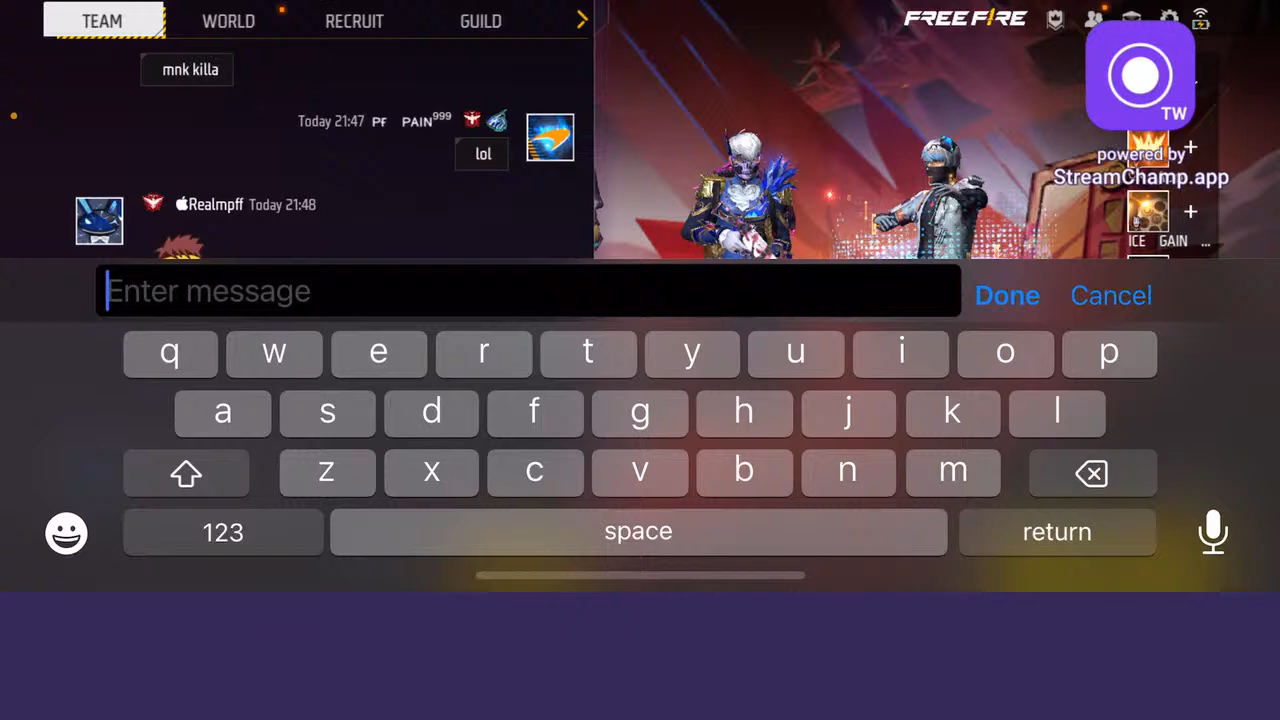 TEAM WORLD RECRUIT GUILD
FREE FIRE
mnk killa
TW
Today 21:47 PF PAIN999
lol
powered by
StreamChamp.app
Realmpff Today 21:48
ICE GAIN ...
Enter message Done Cancel
q w e r t y u i o p
a s d f g h j k l
z x c v b n m
123 space return